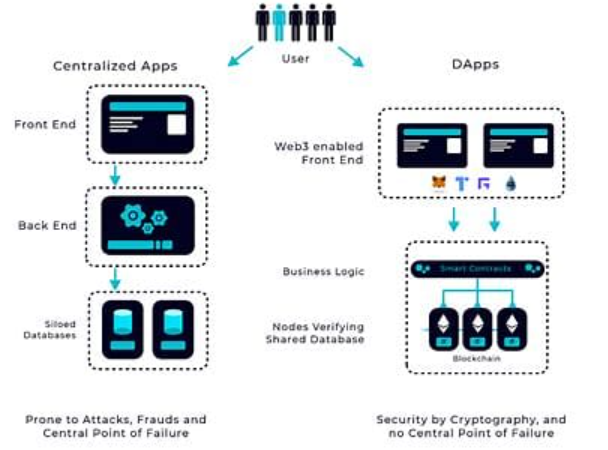 User
Centralized Apps
DApps
Front End
Web3 enabled
Front End
Back End
Business Logic
Smart Contracts
Siloed
Databases
Nodes Verifying
Shared Database
Blockchain
Prone to Attacks, Frauds and
Central Point of Failure
Security by Cryptography, and
no Central Point of Failure